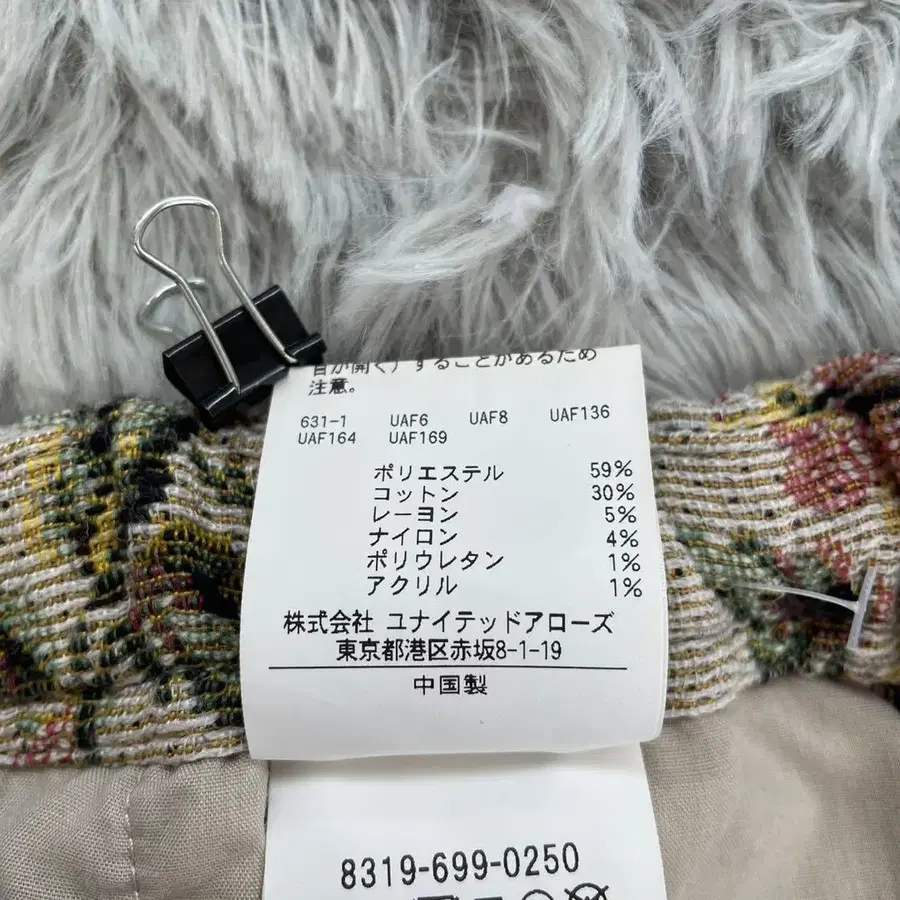 目が開く)することがあるため
注意。
631-1 UAF6 UAF8 UAF136
UAF164 UAF169
ポリエステル 59%
コットン 30%
レーヨン 5%
ナイロン 4%
ポリウレタン 1%
アクリル 1%
株式会社 ユナイテッドアローズ
東京都港区赤坂8-1-19
中国製
8319-699-0250